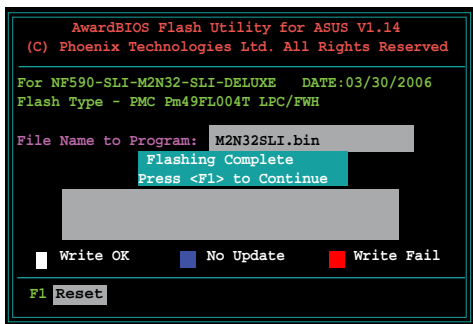 AwardBIOS Flash Utility for ASUS V1.14
(C) Phoenix Technologies Ltd. All Rights Reserved
For NF590-SLI-M2N32-SLI-DELUXE DATE:03/30/2006
Flash Type - PMC Pm49FL004T LPC/FWH
File Name to Program: M2N32SLI.bin
Flashing Complete
Press <F1> to Continue
Write OK No Update Write Fail
F1 Reset